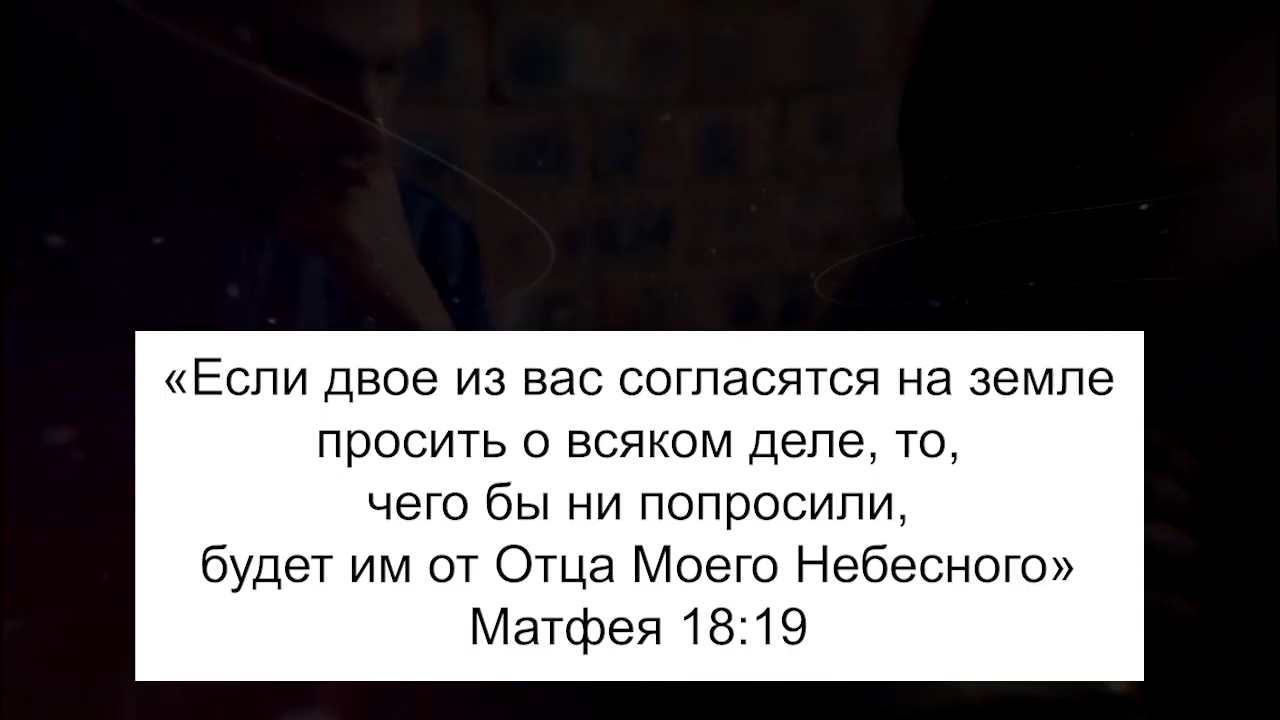 «Если двое из вас согласятся на земле
просить о всяком деле, то,
чего бы ни попросили,
будет им от Отца Моего Небесного»
Матфея 18:19